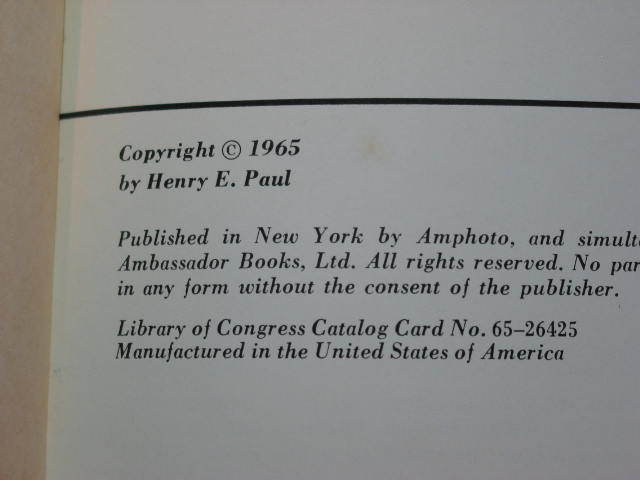 Copyright © 1965
by Henry E. Paul
Published in New York by Amphoto, and simult
Ambassador Books, Ltd. All rights reserved. No par
in any form without the consent of the publisher.
Library of Congress Catalog Card No. 65–26425
Manufactured in the United States of America